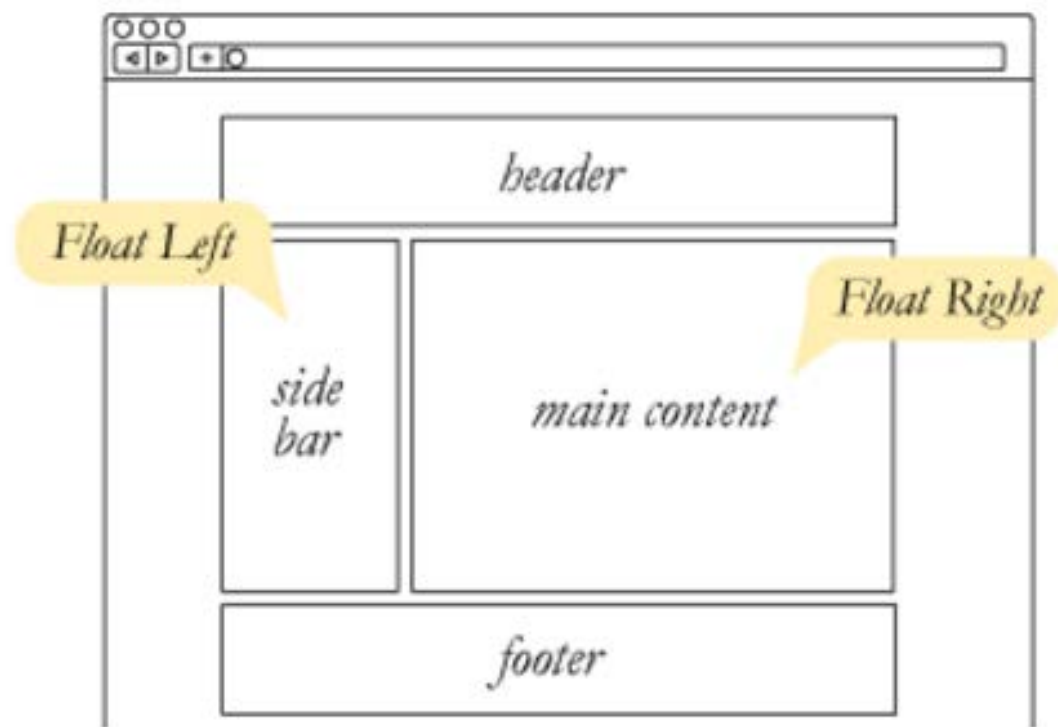 header
Float Left
Float Right
side
bar
main content
footer